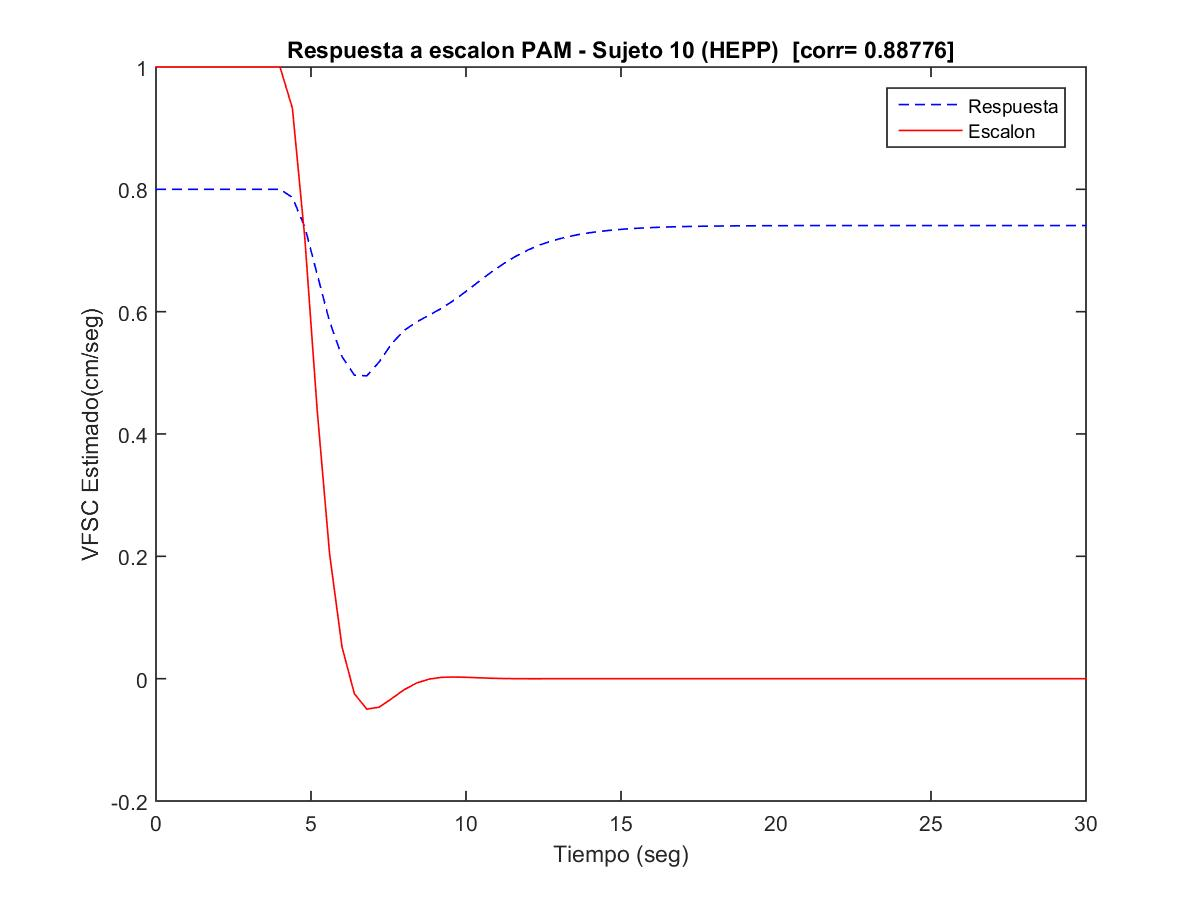 Respuesta a escalon PAM - Sujeto 10 (HEPP)  [corr= 0.88776]
Respuesta
Escalon
VFSC Estimado(cm/seg)
1
0.8
0.6
0.4
0.2
0
-0.2
0 5 10 15 20 25 30
Tiempo (seg)